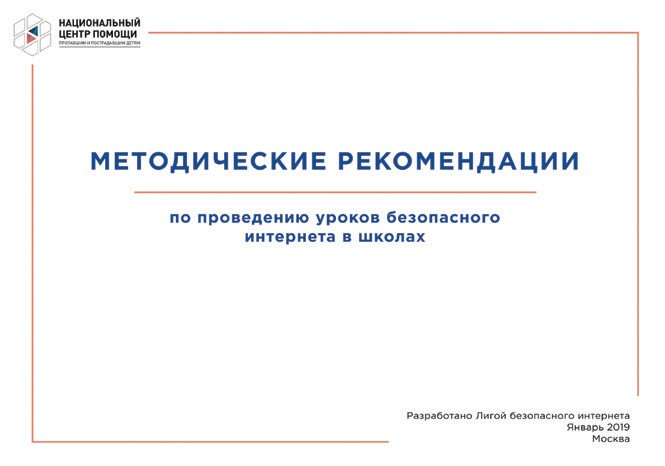 НАЦИОНАЛЬНЫЙ
ЦЕНТР ПОМОЩИ
ПРОПАВШИМ И ПОСТРАДАВШИМ ДЕТЯМ
МЕТОДИЧЕСКИЕ РЕКОМЕНДАЦИИ
по проведению уроков безопасного
интернета в школах
Разработано Лигой безопасного интернета
Январь 2019
Москва